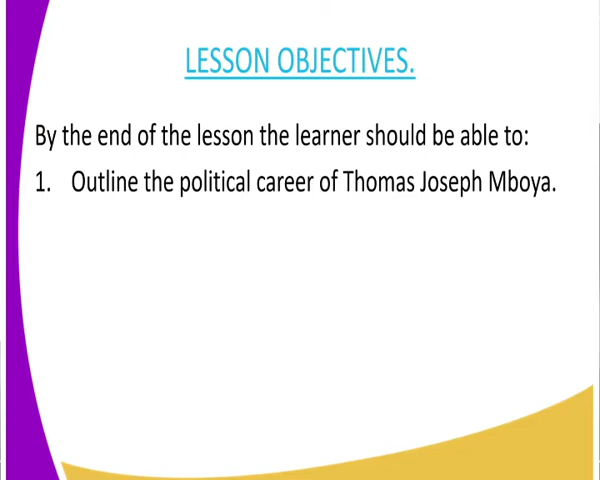 LESSON OBJECTIVES.
By the end of the lesson the learner should be able to:
1. Outline the political career of Thomas Joseph Mboya.